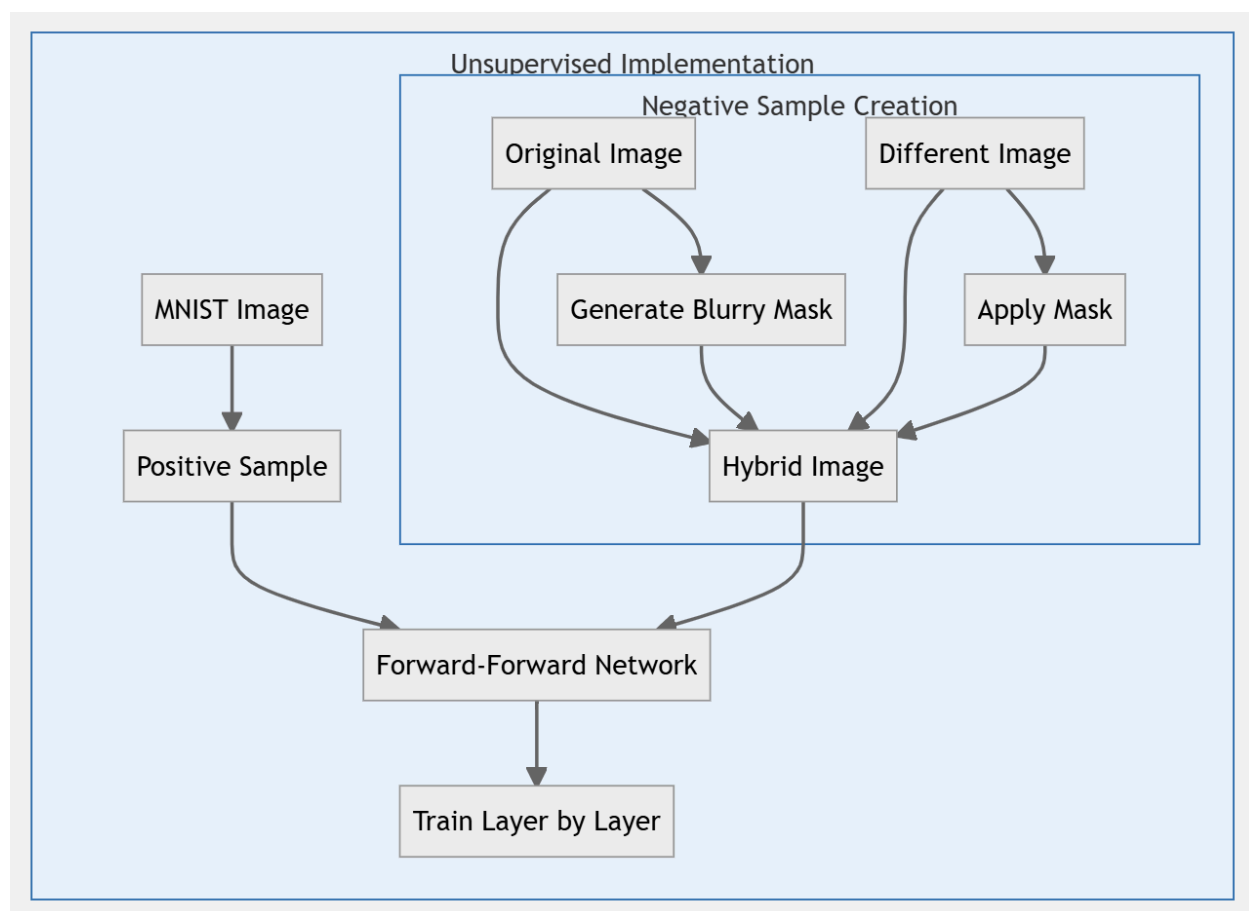 Unsupervised Implementation
Negative Sample Creation
Original Image
Different Image
MNIST Image
Generate Blurry Mask
Apply Mask
Positive Sample
Hybrid Image
Forward-Forward Network
Train Layer by Layer